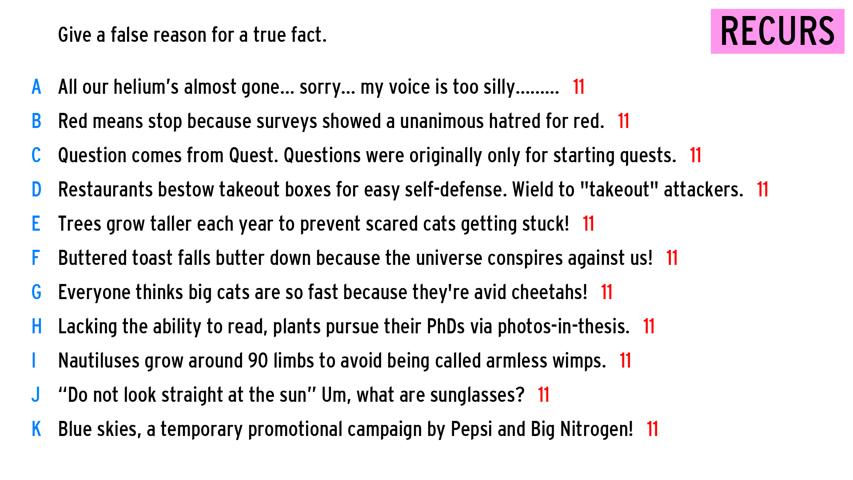 Give a false reason for a true fact.
RECURS
A All our helium's almost gone... sorry... my voice is too silly......... 11
B Red means stop because surveys showed a unanimous hatred for red. 11
C Question comes from Quest. Questions were originally only for starting quests. 11
D Restaurants bestow takeout boxes for easy self-defense. Wield to "takeout" attackers. 11
E Trees grow taller each year to prevent scared cats getting stuck! 11
F Buttered toast falls butter down because the universe conspires against us! 11
G Everyone thinks big cats are so fast because they're avid cheetahs! 11
H Lacking the ability to read, plants pursue their PhDs via photos-in-thesis. 11
I Nautiluses grow around 90 limbs to avoid being called armless wimps. 11
J “Do not look straight at the sun” Um, what are sunglasses? 11
K Blue skies, a temporary promotional campaign by Pepsi and Big Nitrogen! 11